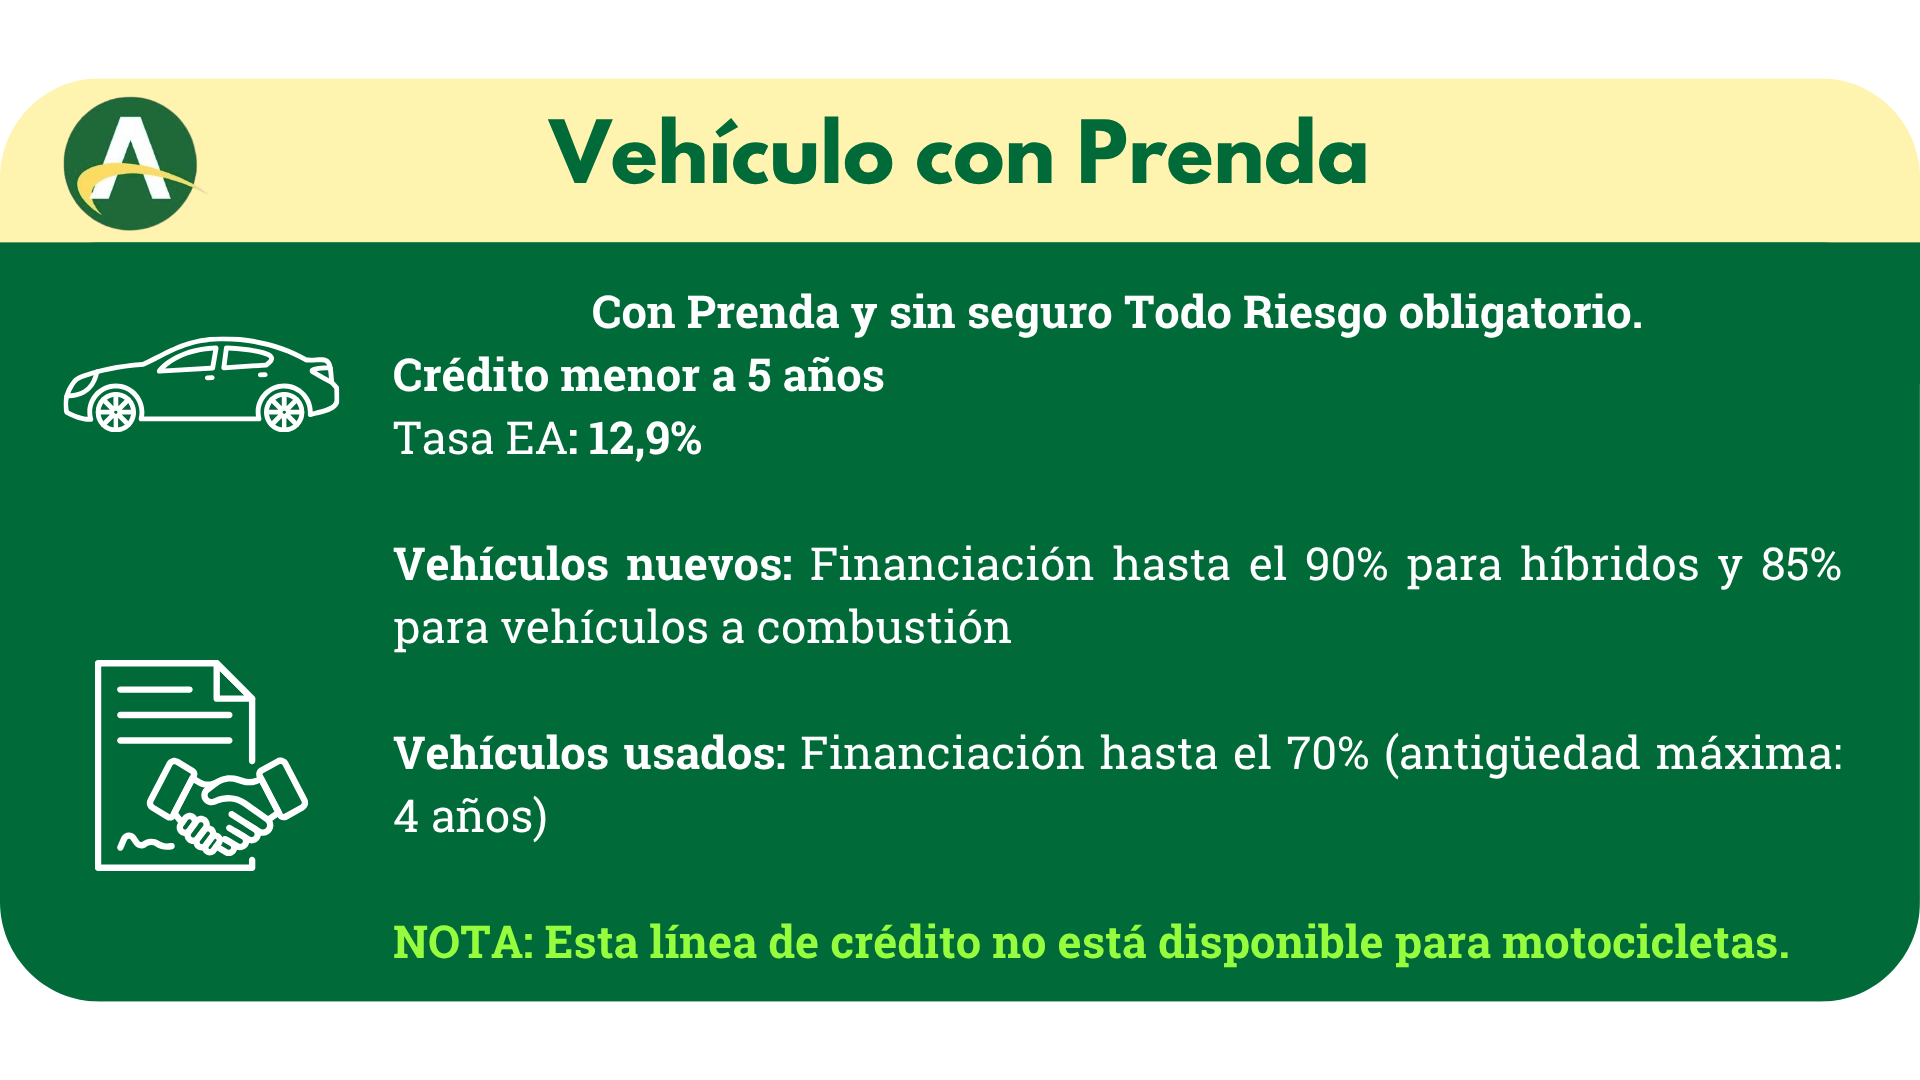 A
Vehículo con Prenda
Con Prenda y sin seguro Todo Riesgo obligatorio.
Crédito menor a 5 años
Tasa EA: 12,9%
Vehículos nuevos: Financiación hasta el 90% para híbridos y 85%
para vehículos a combustión
Vehículos usados: Financiación hasta el 70% (antigüedad máxima:
4 años)
NOTA: Esta línea de crédito no está disponible para motocicletas.